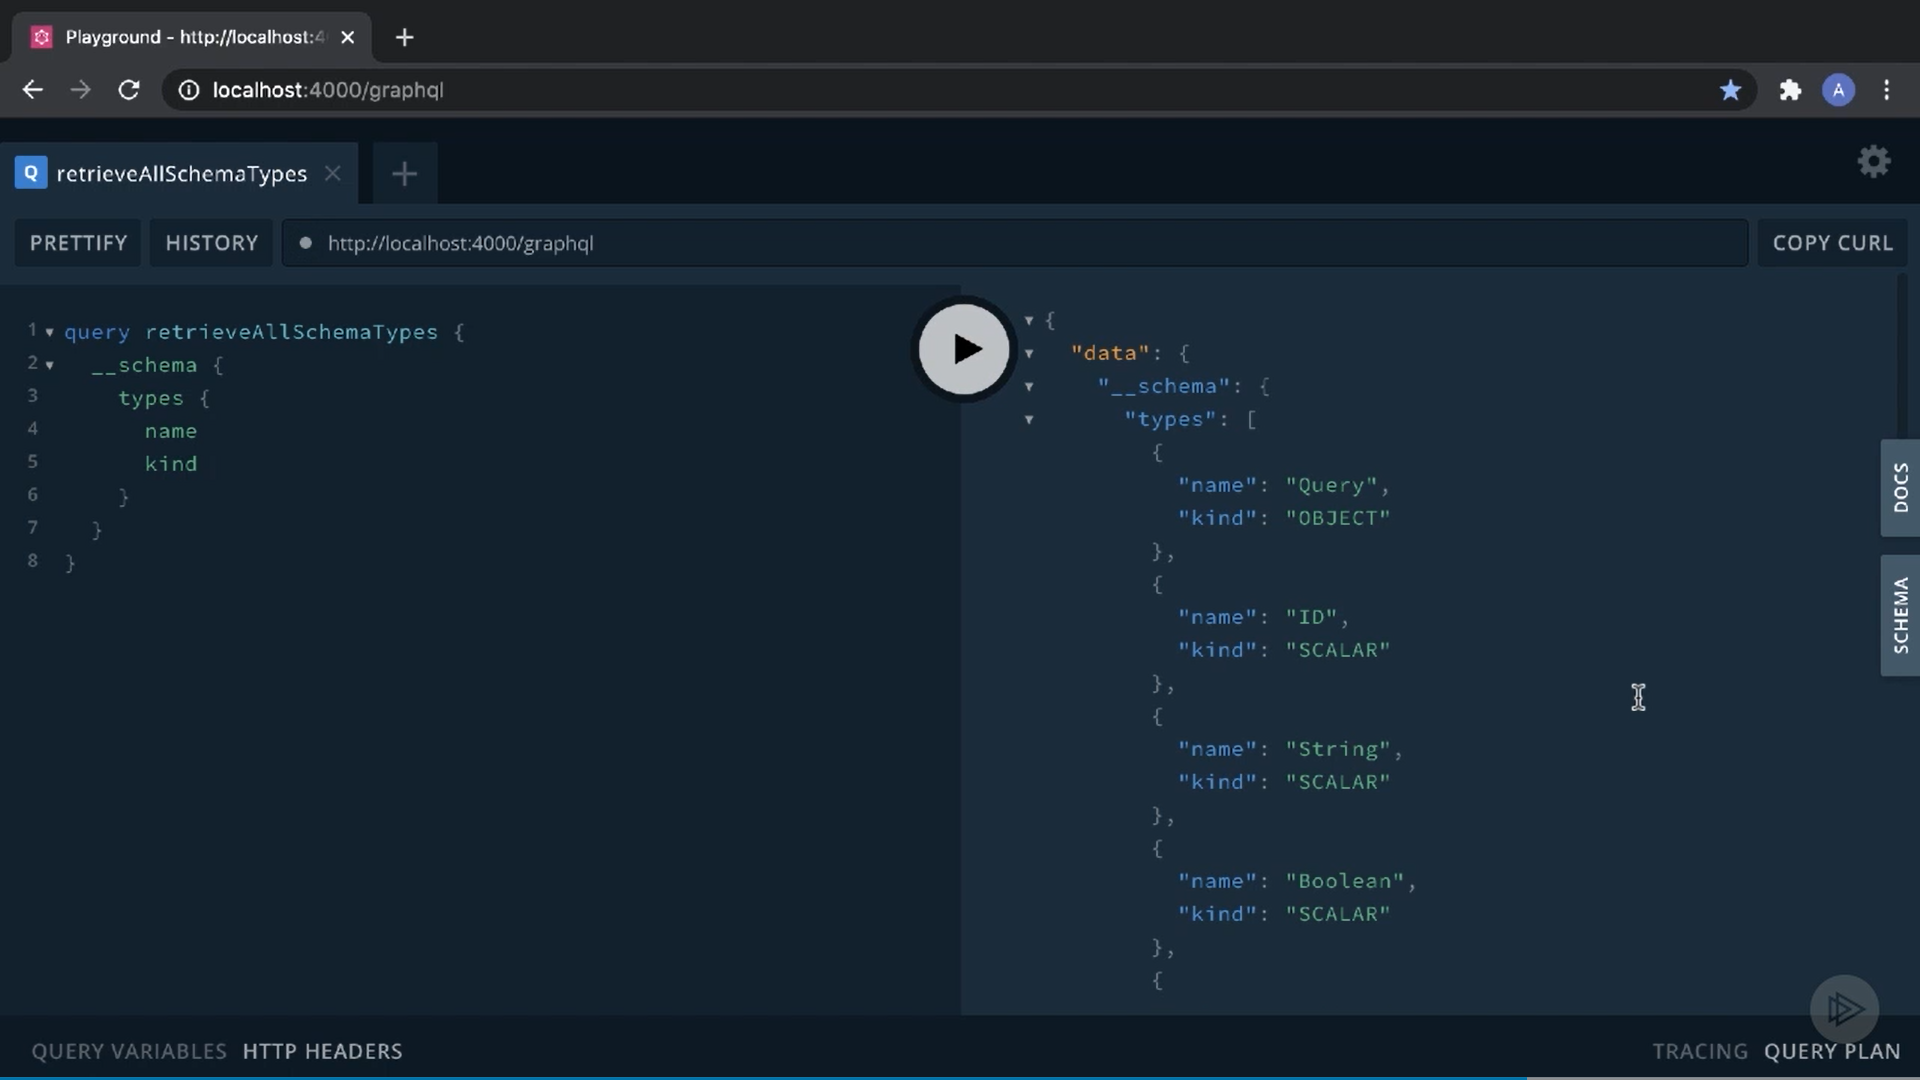 Playground - http://localhost:4
localhost:4000/graphql
A
Q retrieveAllSchemaTypes
PRETTIFY HISTORY http://localhost:4000/graphql COPY CURL
1 query retrieveAllSchemaTypes {
2 __schema {
3 types {
4 name
5 kind
6 }
7 }
8 }
{
"data": {
"__schema": {
"types": [
{
"name": "Query",
"kind": "OBJECT"
},
{
"name": "ID",
"kind": "SCALAR"
},
{
"name": "String",
"kind": "SCALAR"
},
{
"name": "Boolean",
"kind": "SCALAR"
},
{
DOCS
SCHEMA
QUERY VARIABLES HTTP HEADERS
TRACING QUERY PLAN